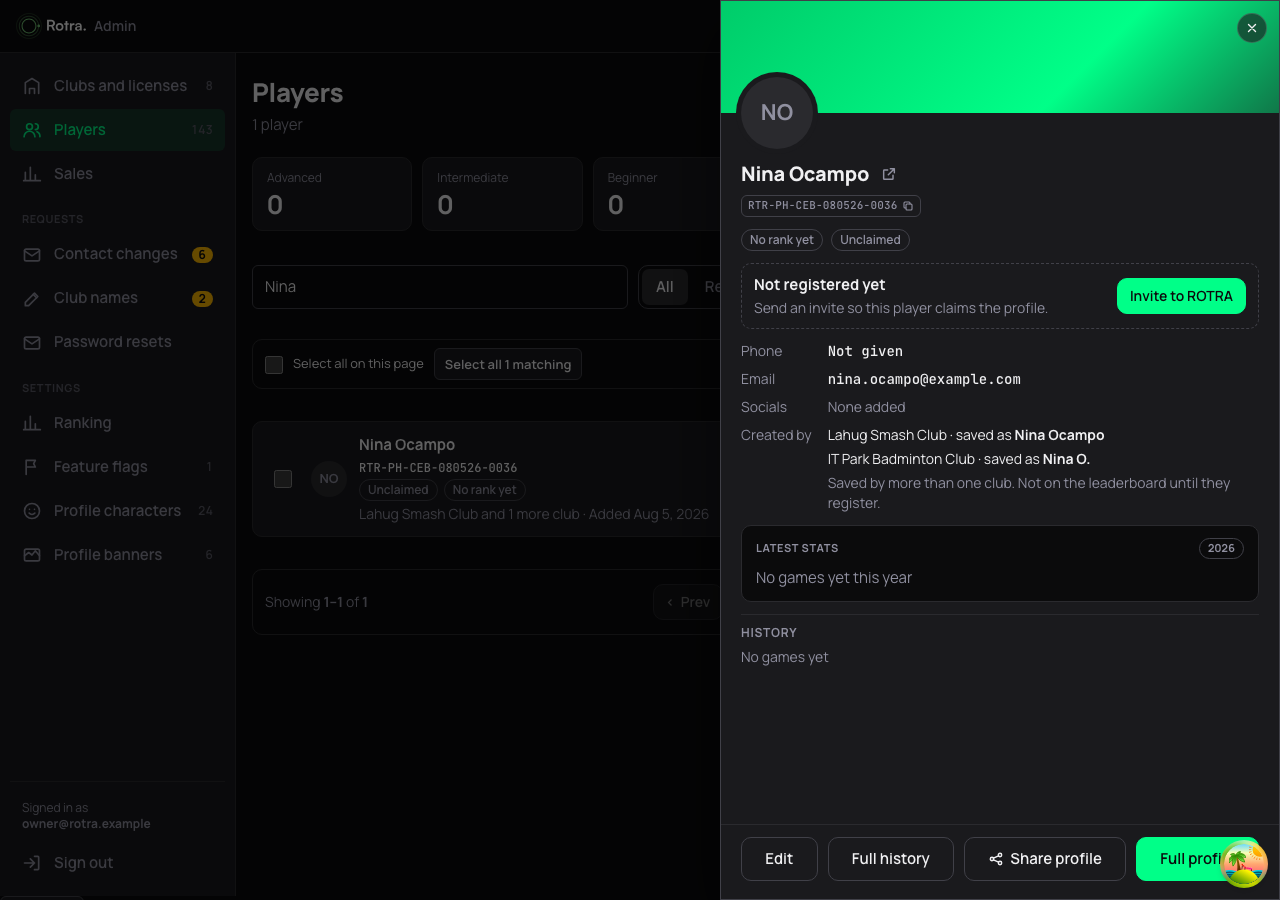 Rotra. Admin
Clubs and licenses 8
Players 143
Sales
REQUESTS
Contact changes 6
Club names 2
Password resets
SETTINGS
Ranking
Feature flags 1
Profile characters 24
Profile banners 6
Signed in as
owner@rotra.example
Sign out
Players
1 player
Advanced
0
Intermediate
0
Beginner
0
Nina
All
Select all on this page
Select all 1 matching
NO
Nina Ocampo
RTR-PH-CEB-080526-0036
Unclaimed
No rank yet
Lahug Smash Club and 1 more club · Added Aug 5, 2026
Showing 1–1 of 1
‹ Prev
NO
Nina Ocampo
RTR-PH-CEB-080526-0036
No rank yet
Unclaimed
Not registered yet
Send an invite so this player claims the profile.
Invite to ROTRA
Phone Not given
Email nina.ocampo@example.com
Socials None added
Created by Lahug Smash Club · saved as Nina Ocampo
IT Park Badminton Club · saved as Nina O.
Saved by more than one club. Not on the leaderboard until they
register.
LATEST STATS 2026
No games yet this year
HISTORY
No games yet
Edit
Full history
Share profile
Full